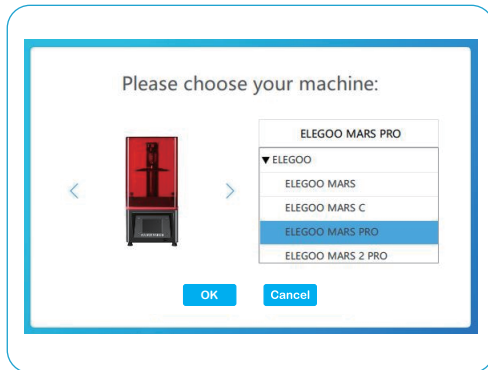 Please choose your machine:
ELEGOO MARS PRO
▼ ELEGOO
ELEGOO MARS
ELEGOO MARS C
ELEGOO MARS PRO
ELEGOO MARS 2 PRO
OK
Cancel